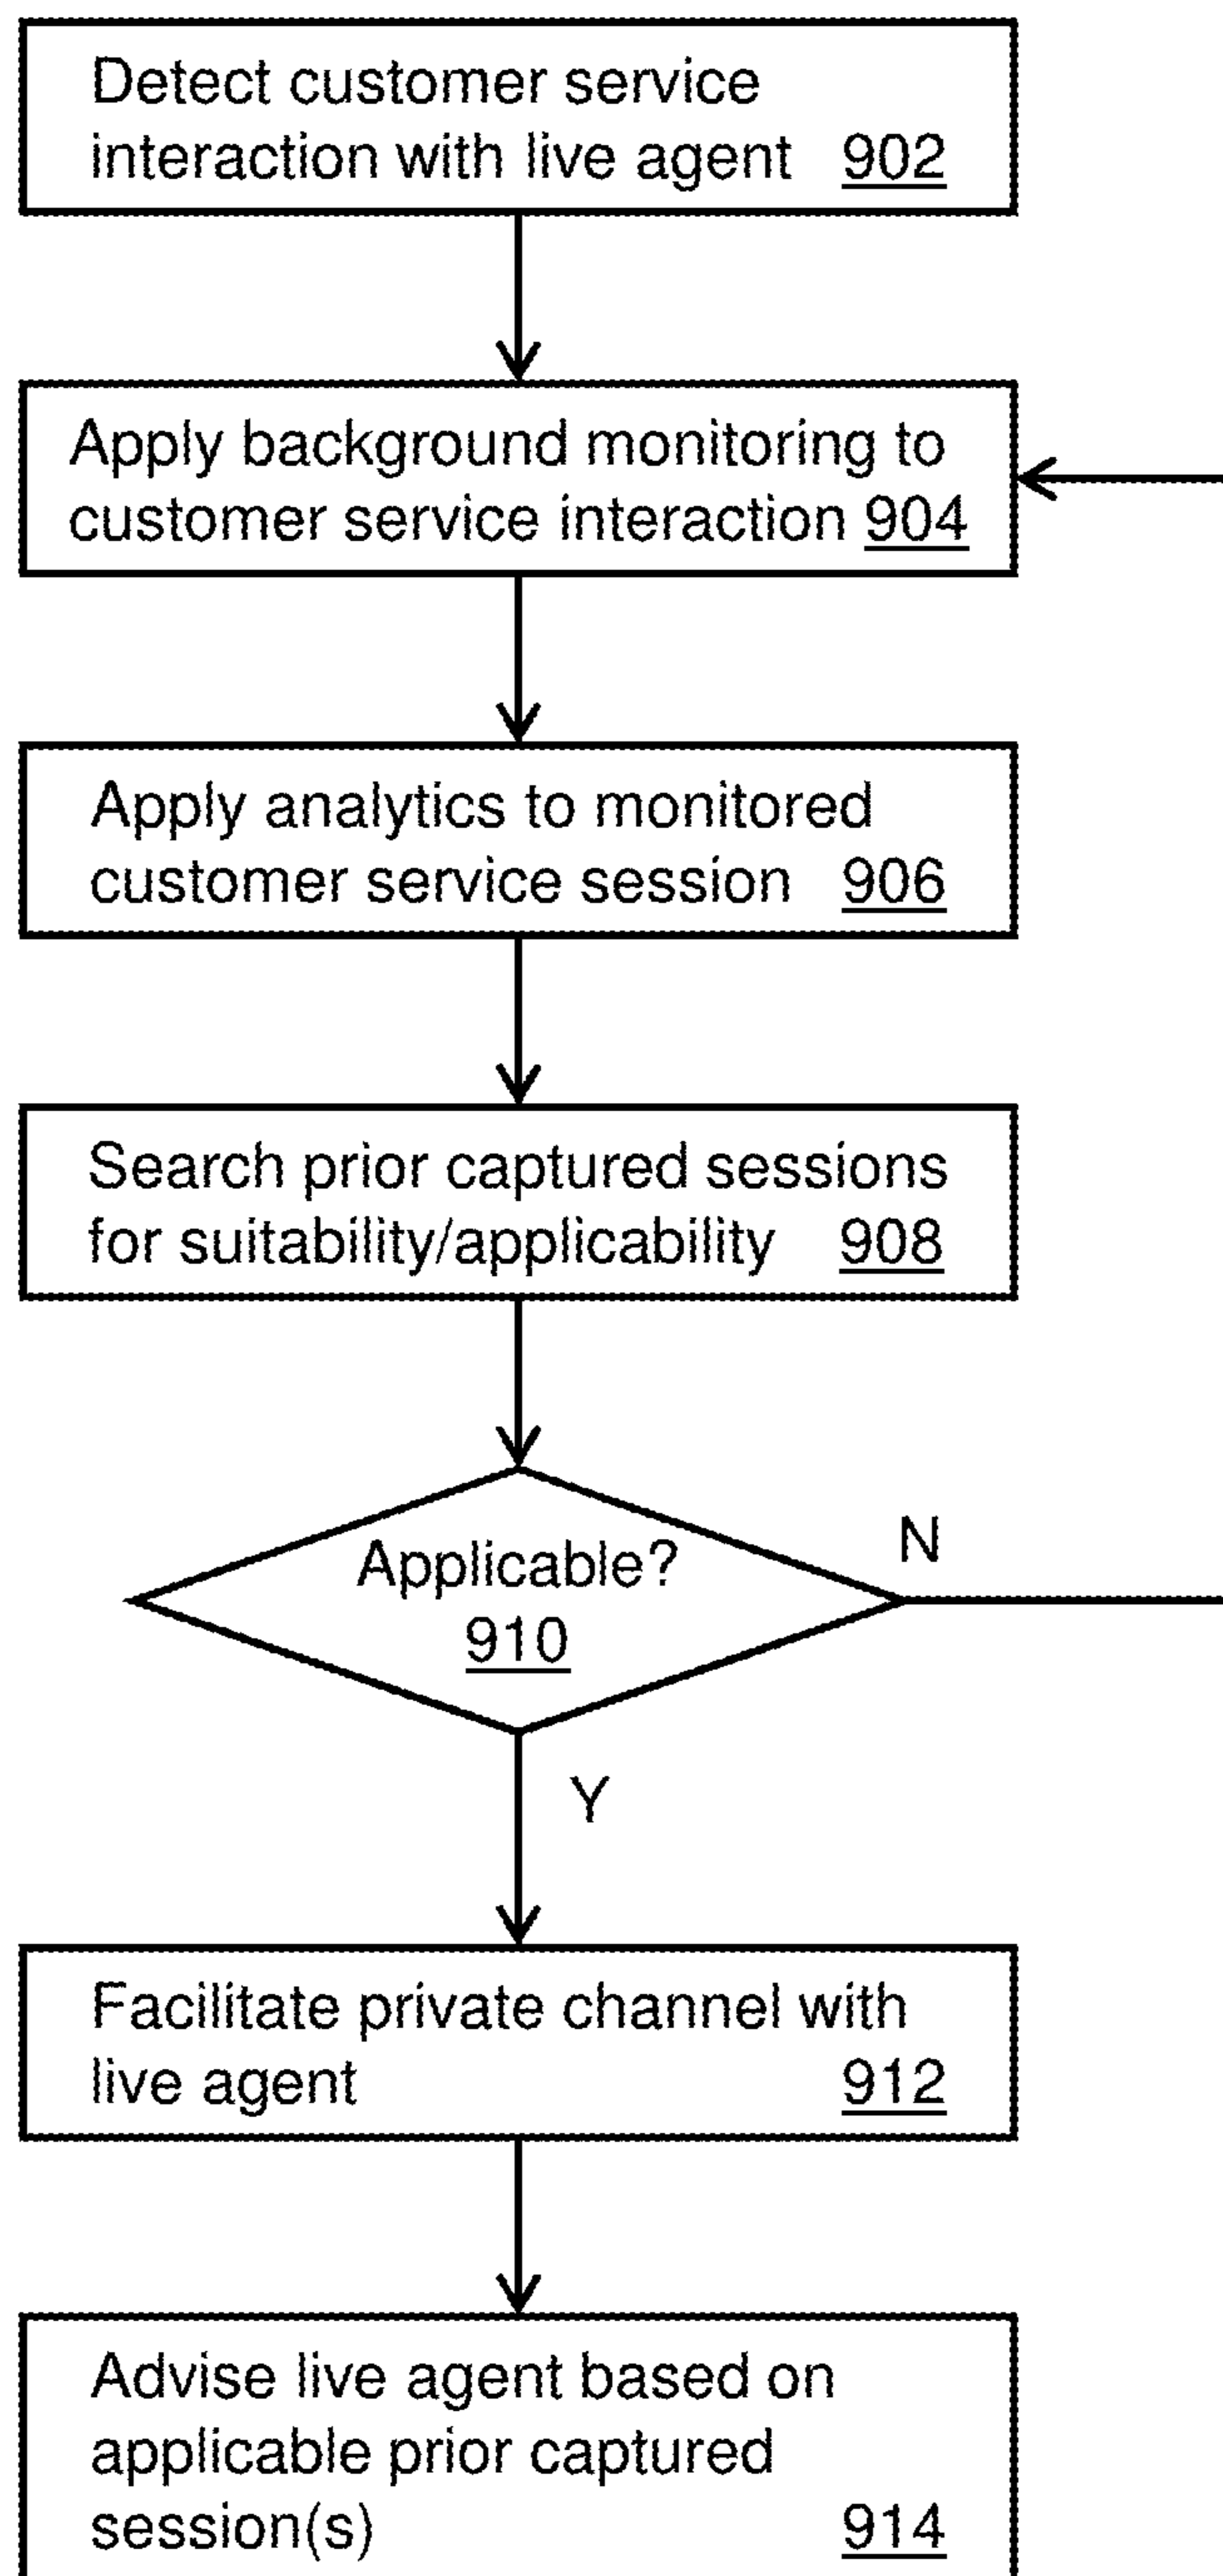 Detect customer service
interaction with live agent 902
Apply background monitoring to
customer service interaction 904
Apply analytics to monitored
customer service session 906
Search prior captured sessions
for suitability/applicability 908
Applicable?
910
N
Y
Facilitate private channel with
live agent 912
Advise live agent based on
applicable prior captured
session(s) 914